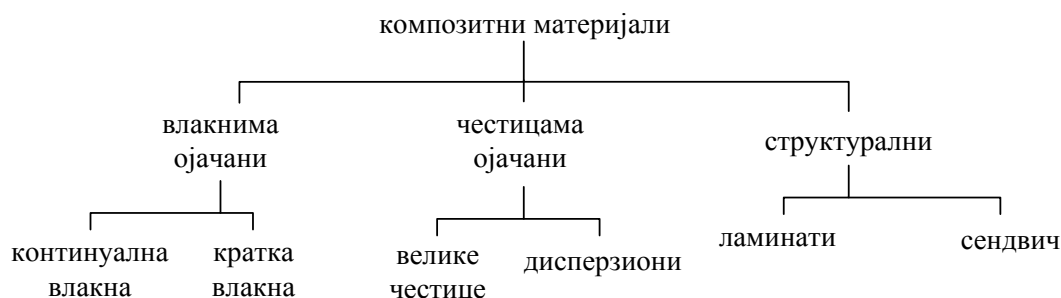 композитни материјали
влакнима
ојачани
честицама
ојачани
структурални
континуална
влакна
кратка
влакна
велике
честице
дисперзиони
ламинати
сендвич